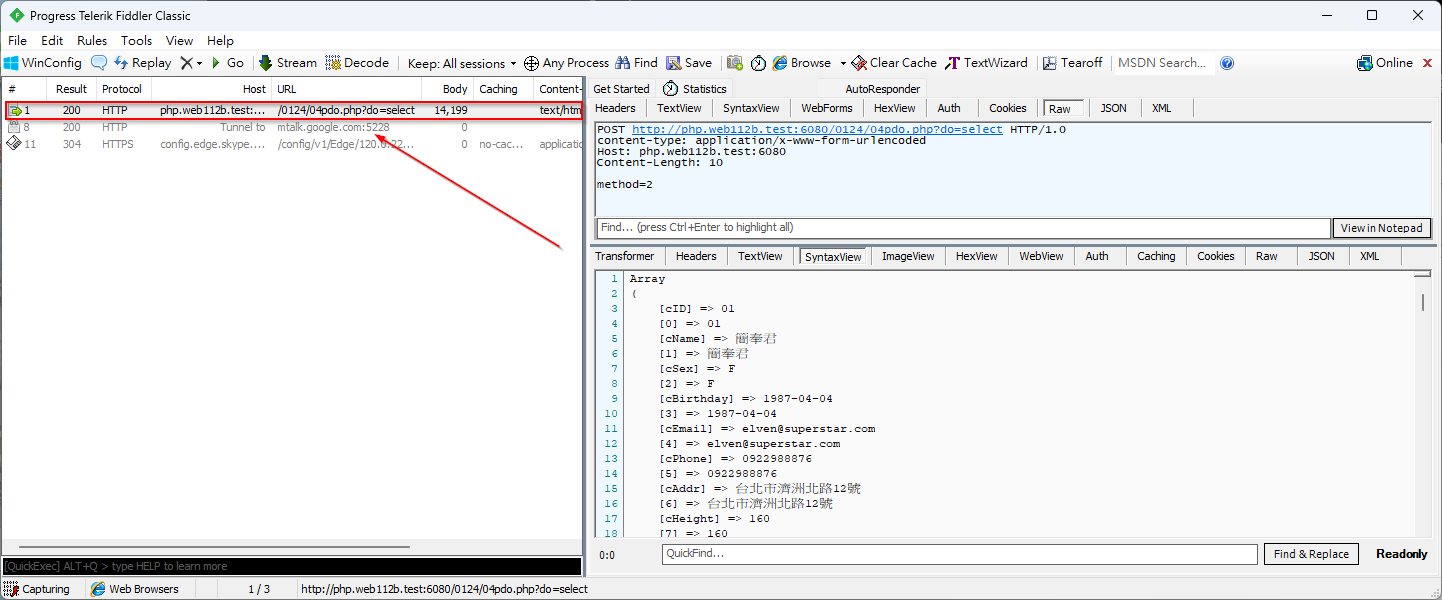 Progress Telerik Fiddler Classic
File Edit Rules Tools View Help
WinConfig Replay Go Stream Decode Keep: All sessions Any Process Find Save Browse Clear Cache TextWizard Tearoff MSDN Search... Online
# Result Protocol Host URL Body Caching Content-
1 200 HTTP php.web112b.test:... /0124/04pdo.php?do=select 14,199 text/htm
8 200 HTTP Tunnel to mtalk.google.com:5228 0
11 304 HTTPS config.edge.skype.... /config/v1/Edge/120.0.22... 0 no-cac... applicatio
Get Started Statistics AutoResponder
Headers TextView SyntaxView WebForms HexView Auth Cookies Raw JSON XML
POST http://php.web112b.test:6080/0124/04pdo.php?do=select HTTP/1.0
content-type: application/x-www-form-urlencoded
Host: php.web112b.test:6080
Content-Length: 10
method=2
Find... (press Ctrl+Enter to highlight all) View in Notepad
Transformer Headers TextView SyntaxView ImageView HexView WebView Auth Caching Cookies Raw JSON XML
1 Array
2 (
3 [cID] => 01
4 [0] => 01
5 [cName] => 簡奉君
6 [1] => 簡奉君
7 [cSex] => F
8 [2] => F
9 [cBirthday] => 1987-04-04
10 [3] => 1987-04-04
11 [cEmail] => elven@superstar.com
12 [4] => elven@superstar.com
13 [cPhone] => 0922988876
14 [5] => 0922988876
15 [cAddr] => 台北市濟洲北路12號
16 [6] => 台北市濟洲北路12號
17 [cHeight] => 160
18 [7] => 160
0:0 QuickFind... Find & Replace Readonly
[QuickExec] ALT+Q > type HELP to learn more
Capturing Web Browsers 1 / 3 http://php.web112b.test:6080/0124/04pdo.php?do=select